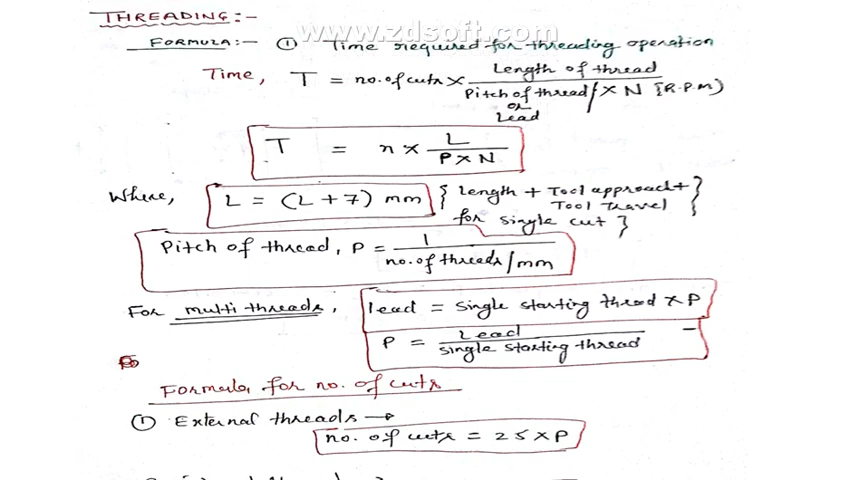 www.zdsoft.com
THREADING:-
FORMULA:- ① Time required for threading operation
Time, T = no. of cuts × Length of thread / Pitch of thread or Lead × N (R.P.m)
T = n × L / P × N
Where, L = (L + 7) mm { length + Tool approach + Tool travel for single cut }
Pitch of thread, P = 1 / no. of threads/mm
For multi threads; lead = single starting thread × P
P = Lead / single starting thread
Formula for no. of cuts
① External threads →
no. of cuts = 25 × P